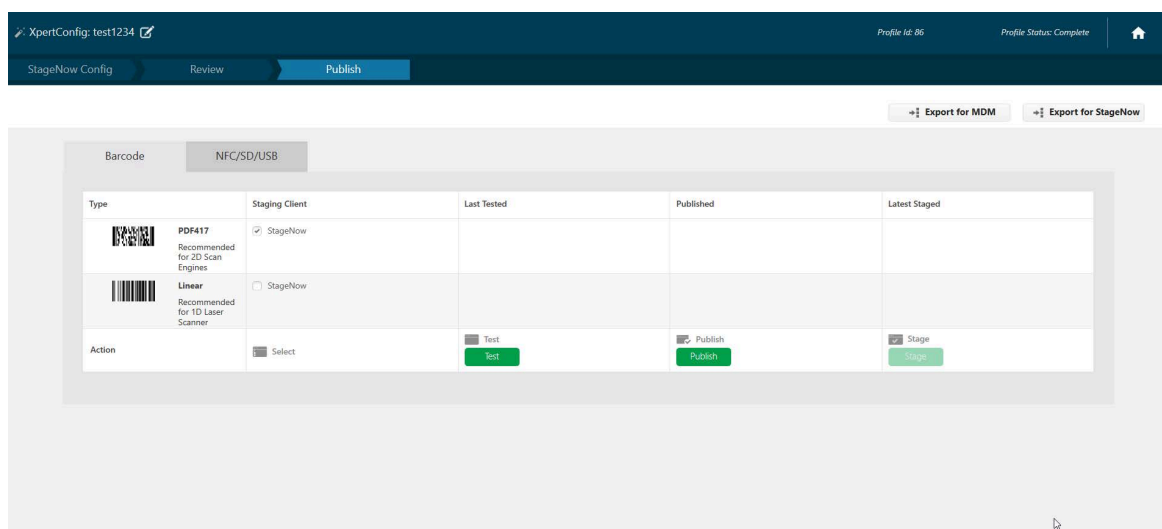 XpertConfig: test1234
Profile Id: 86
Profile Status: Complete
StageNow Config
Review
Publish
Export for MDM
Export for StageNow
Barcode
NFC/SD/USB
Type
Staging Client
Last Tested
Published
Latest Staged
PDF417
Recommended
for 2D Scan
Engines
StageNow
Linear
Recommended
for 1D Laser
Scanner
StageNow
Action
Select
Test
Test
Publish
Publish
Stage
Stage